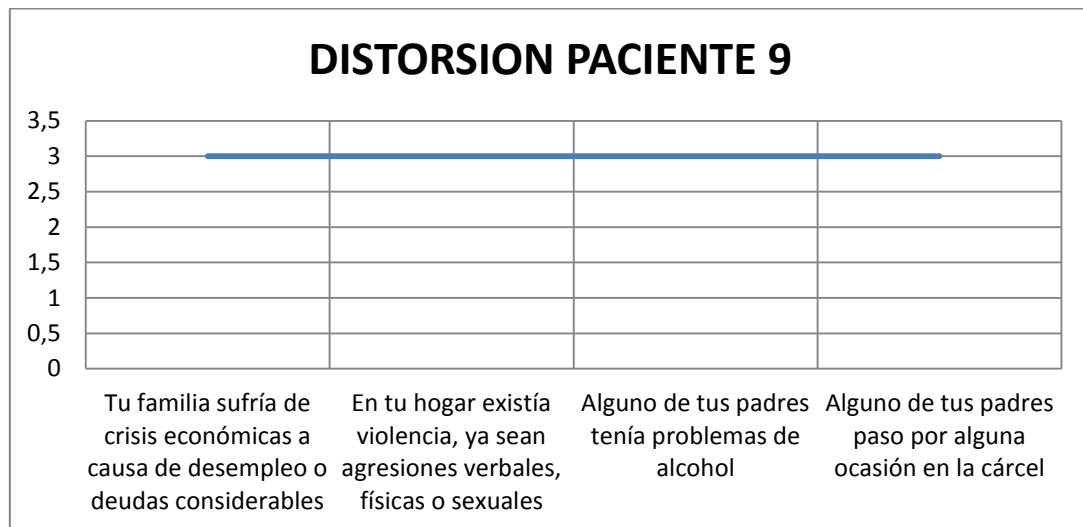 DISTORSION PACIENTE 9
3,5
3
2,5
2
1,5
1
0,5
0
Tu familia sufría de
crisis económicas a
causa de desempleo o
deudas considerables
En tu hogar existía
violencia, ya sean
agresiones verbales,
físicas o sexuales
Alguno de tus padres
tenía problemas de
alcohol
Alguno de tus padres
paso por alguna
ocasión en la cárcel